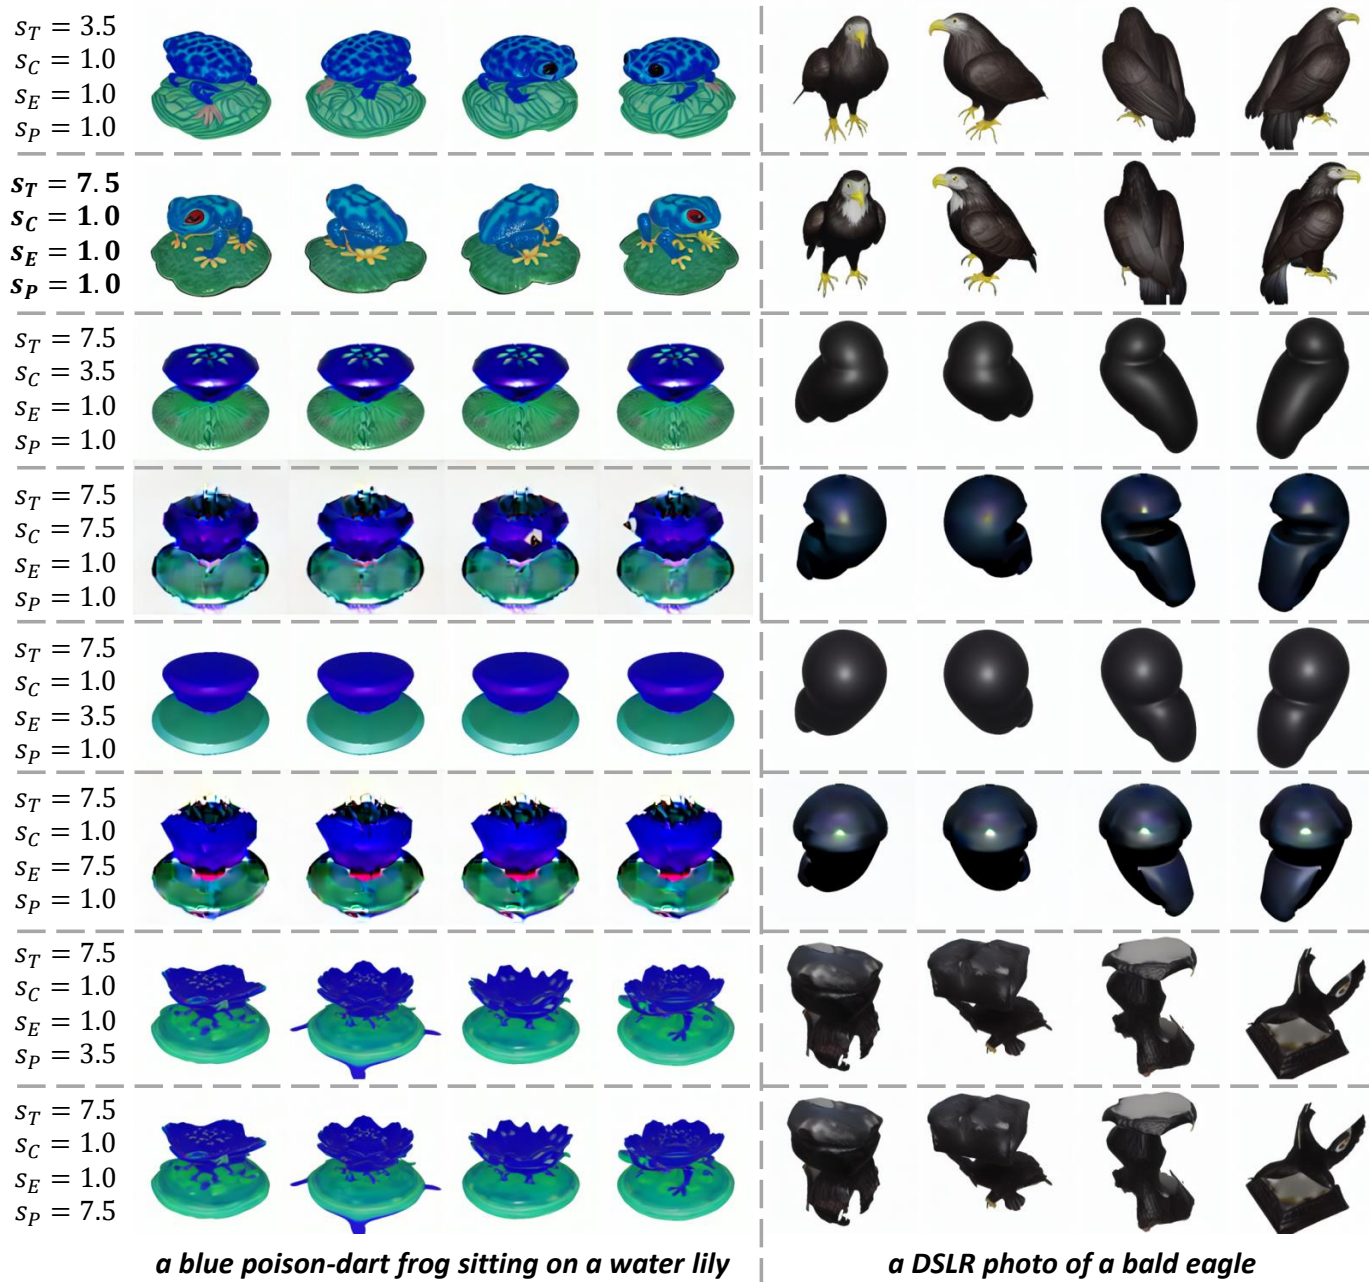 s_T = 3.5
s_C = 1.0
s_E = 1.0
s_P = 1.0
s_T = 7.5
s_C = 1.0
s_E = 1.0
s_P = 1.0
s_T = 7.5
s_C = 3.5
s_E = 1.0
s_P = 1.0
s_T = 7.5
s_C = 7.5
s_E = 1.0
s_P = 1.0
s_T = 7.5
s_C = 1.0
s_E = 3.5
s_P = 1.0
s_T = 7.5
s_C = 1.0
s_E = 7.5
s_P = 1.0
s_T = 7.5
s_C = 1.0
s_E = 1.0
s_P = 3.5
s_T = 7.5
s_C = 1.0
s_E = 1.0
s_P = 7.5
a blue poison-dart frog sitting on a water lily
a DSLR photo of a bald eagle